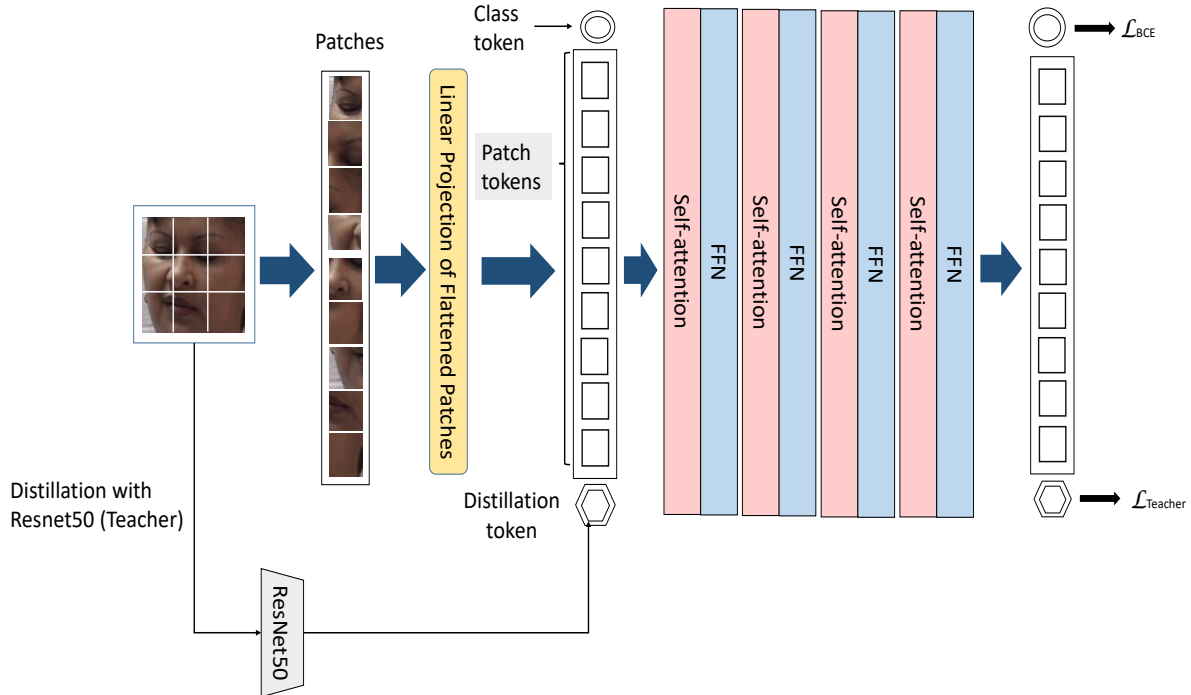 Class
token
Patches
Linear Projection of Flattened Patches
Patch
tokens
Self-attention
FFN
Self-attention
FFN
Self-attention
FFN
Self-attention
FFN
ℒBCE
Distillation with
Resnet50 (Teacher)
Distillation
token
ℒTeacher
ResNet50